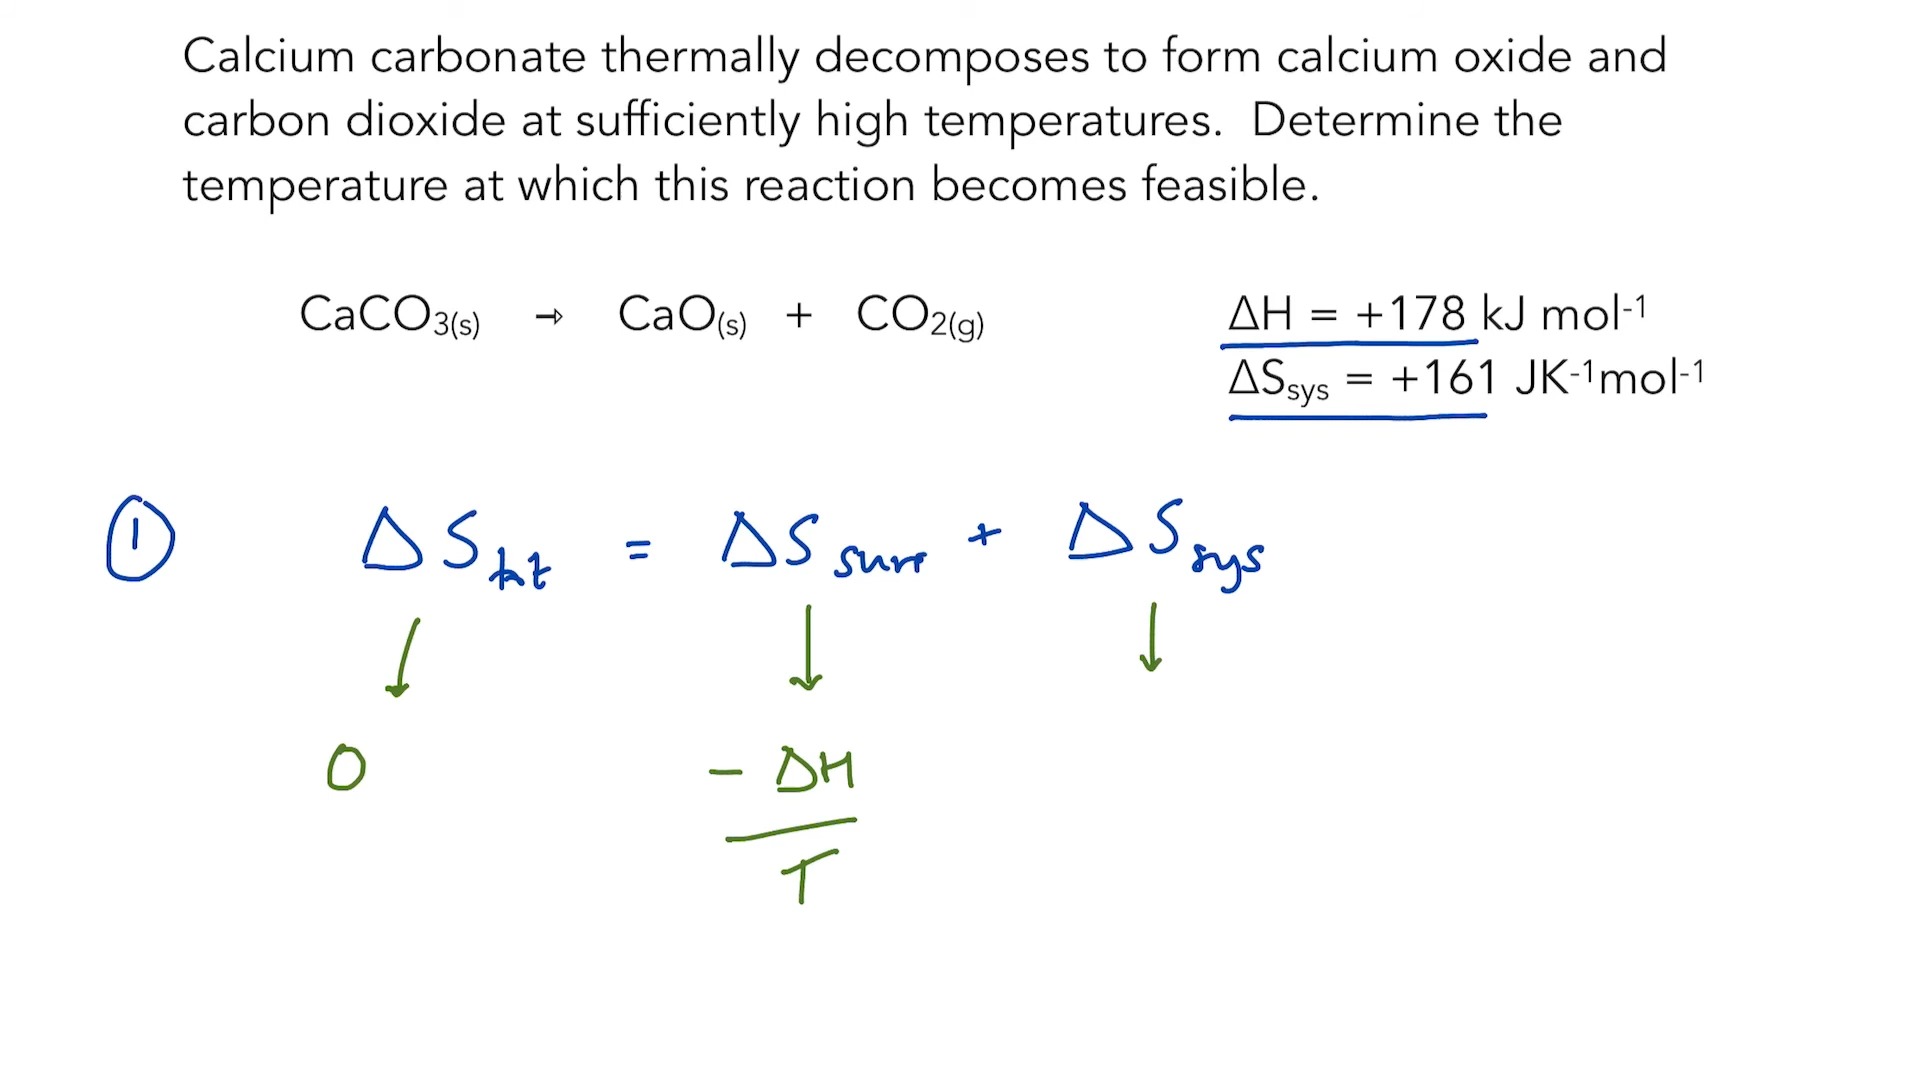 Calcium carbonate thermally decomposes to form calcium oxide and
carbon dioxide at sufficiently high temperatures. Determine the
temperature at which this reaction becomes feasible.
CaCO3(s) → CaO(s) + CO2(g)
ΔH = +178 kJ mol-1
ΔSsys = +161 JK-1mol-1
① ΔStot = ΔSsurr + ΔSsys
↓ ↓ ↓
0
- ΔH
T